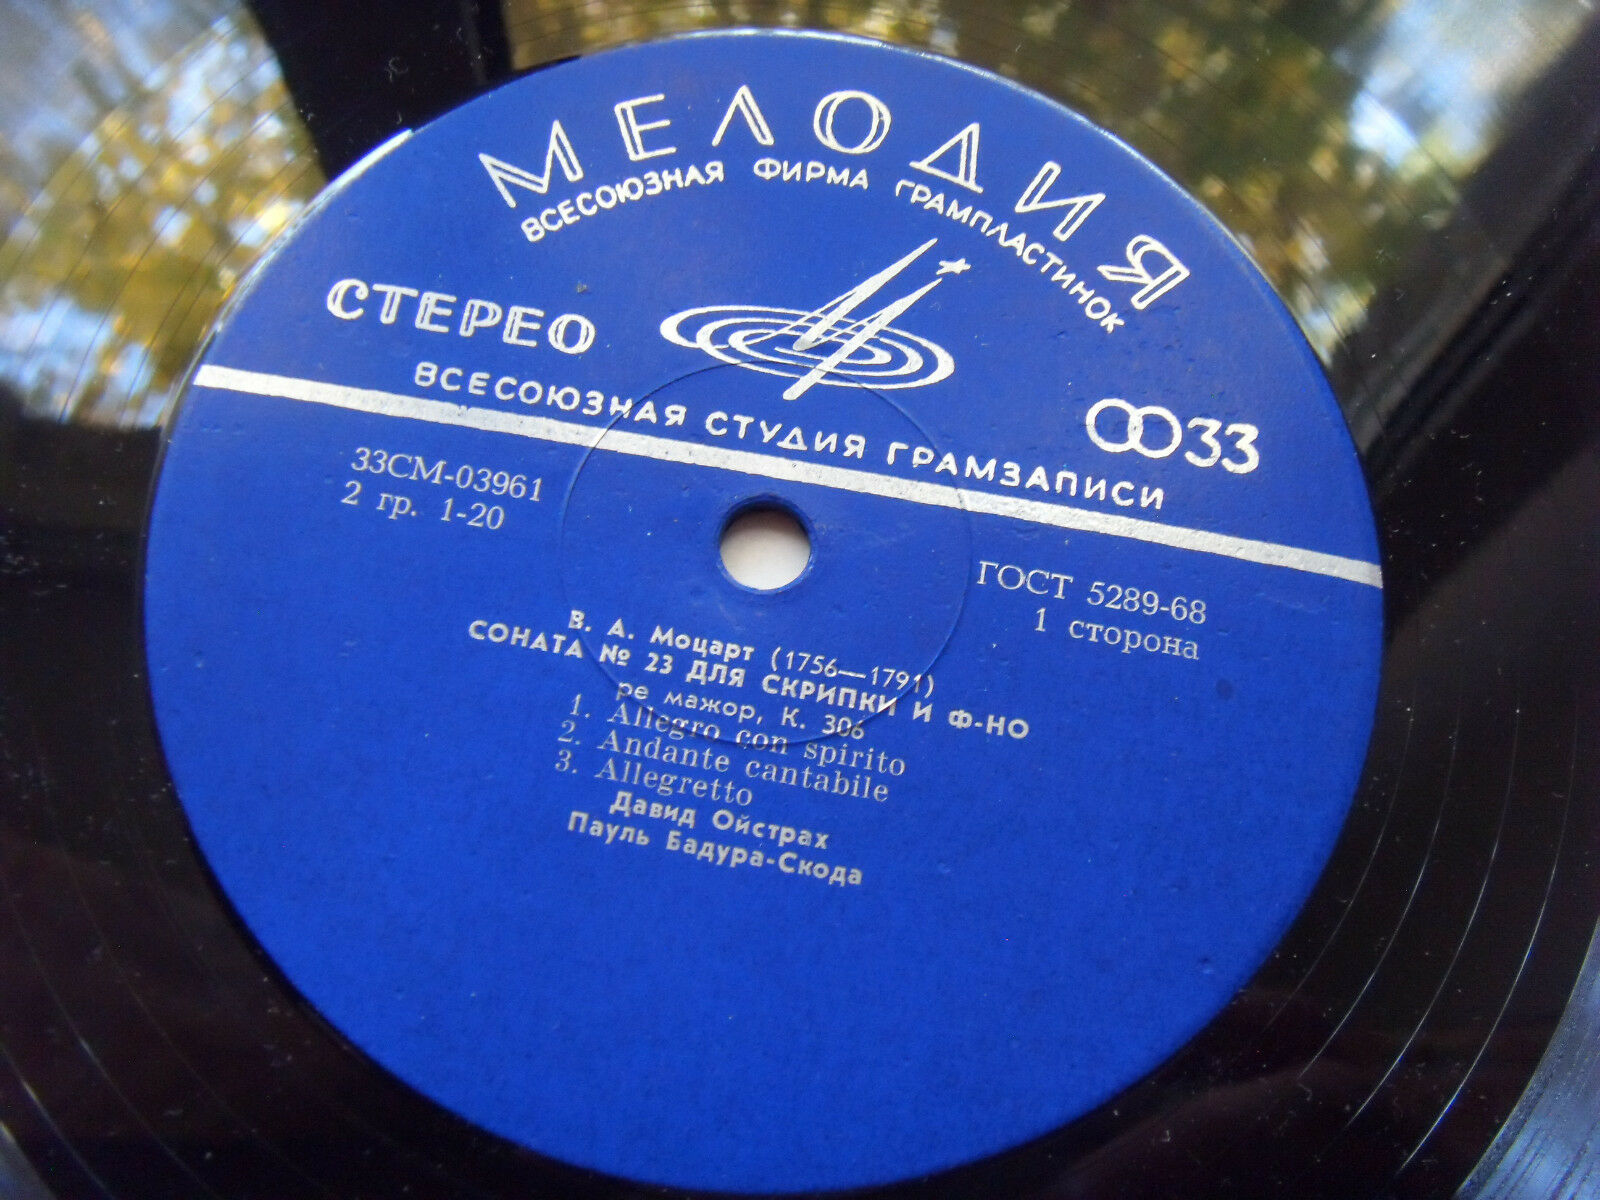 МЕЛОДИЯ
ВСЕСОЮЗНАЯ ФИРМА ГРАМПЛАСТИНОК
СТЕРЕО
33
ВСЕСОЮЗНАЯ СТУДИЯ ГРАМЗАПИСИ
33СМ-03961
2 гр. 1-20
ГОСТ 5289-68
1 сторона
В. А. Моцарт (1756—1791)
СОНАТА № 23 ДЛЯ СКРИПКИ И Ф-НО
ре мажор, К. 306
1. Allegro con spirito
2. Andante cantabile
3. Allegretto
Давид Ойстрах
Пауль Бадура-Скода